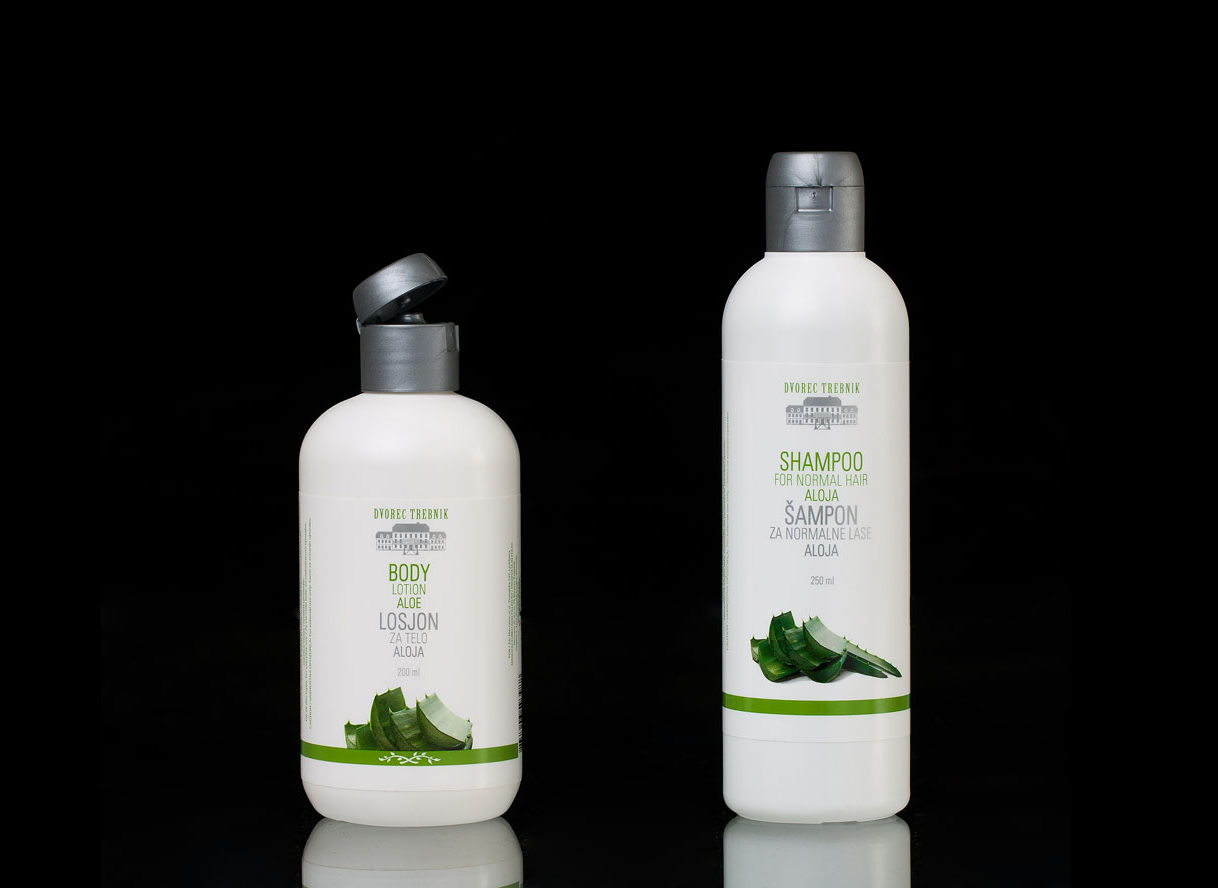 DVOREC TREBNIK
BODY
LOTION
ALOE
LOSJON
ZA TELO
ALOJA
200 ml
DVOREC TREBNIK
SHAMPOO
FOR NORMAL HAIR
ALOJA
ŠAMPON
ZA NORMALNE LASE
ALOJA
250 ml